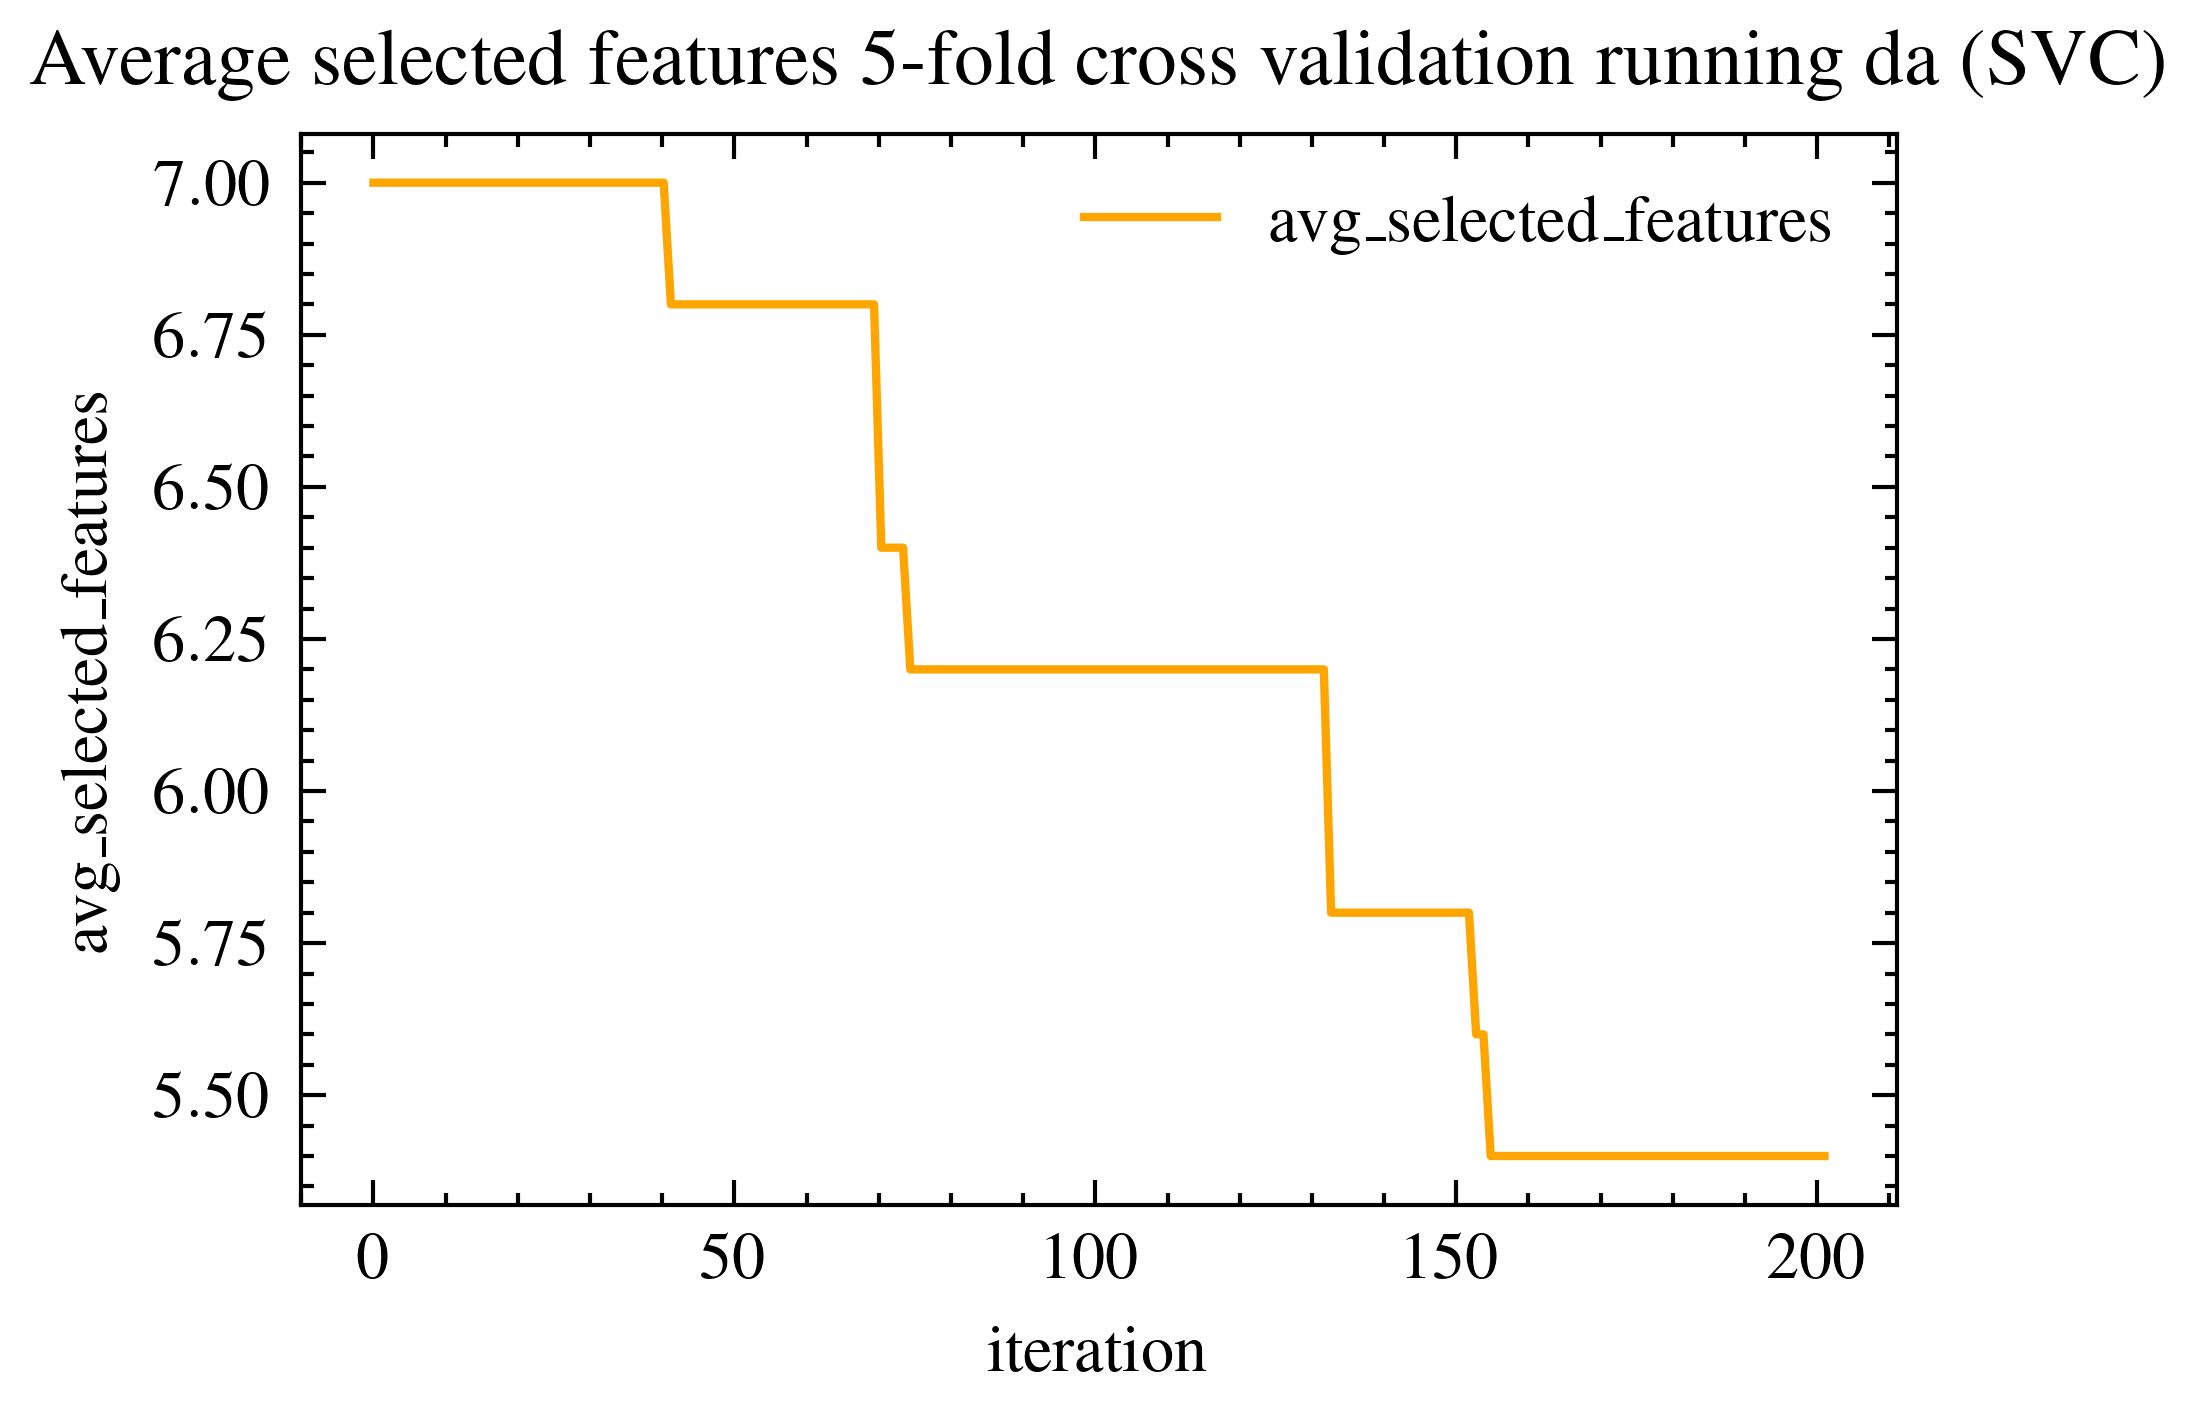 Average selected features 5-fold cross validation running da (SVC)
avg_selected_features
7.00
6.75
6.50
6.25
6.00
5.75
5.50
avg_selected_features
0 50 100 150 200
iteration